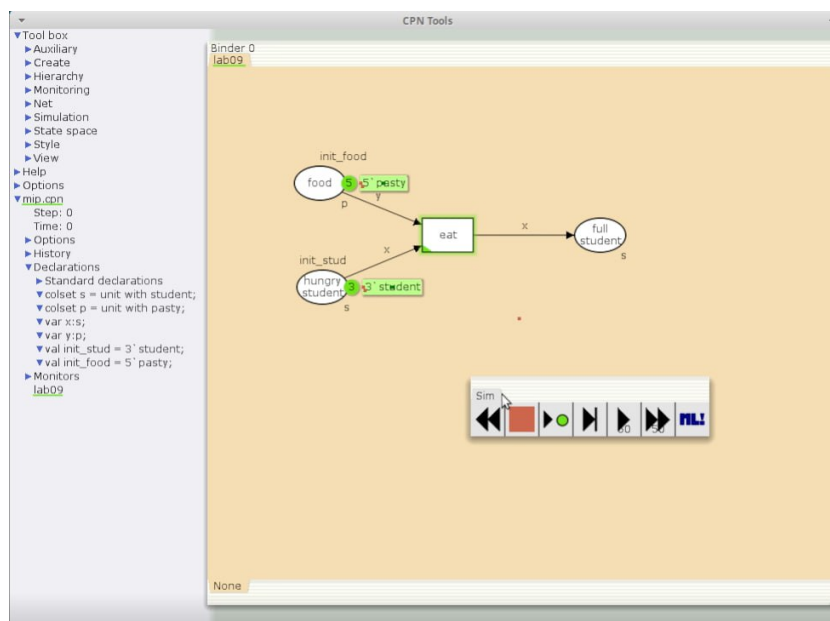 CPN Tools
Tool box
Auxiliary
Create
Hierarchy
Monitoring
Net
Simulation
State space
Style
View
Help
Options
mip.cpn
Step: 0
Time: 0
Options
History
Declarations
Standard declarations
colset s = unit with student;
colset p = unit with pasty;
var x:s;
var y:p;
val init_stud = 3`student;
val init_food = 5`pasty;
Monitors
lab09
Binder 0
lab09
init_food
food
5
5`pasty
p
y
eat
x
full
student
s
x
init_stud
hungry
student
3
3`student
s
Sim
50
ML!
None